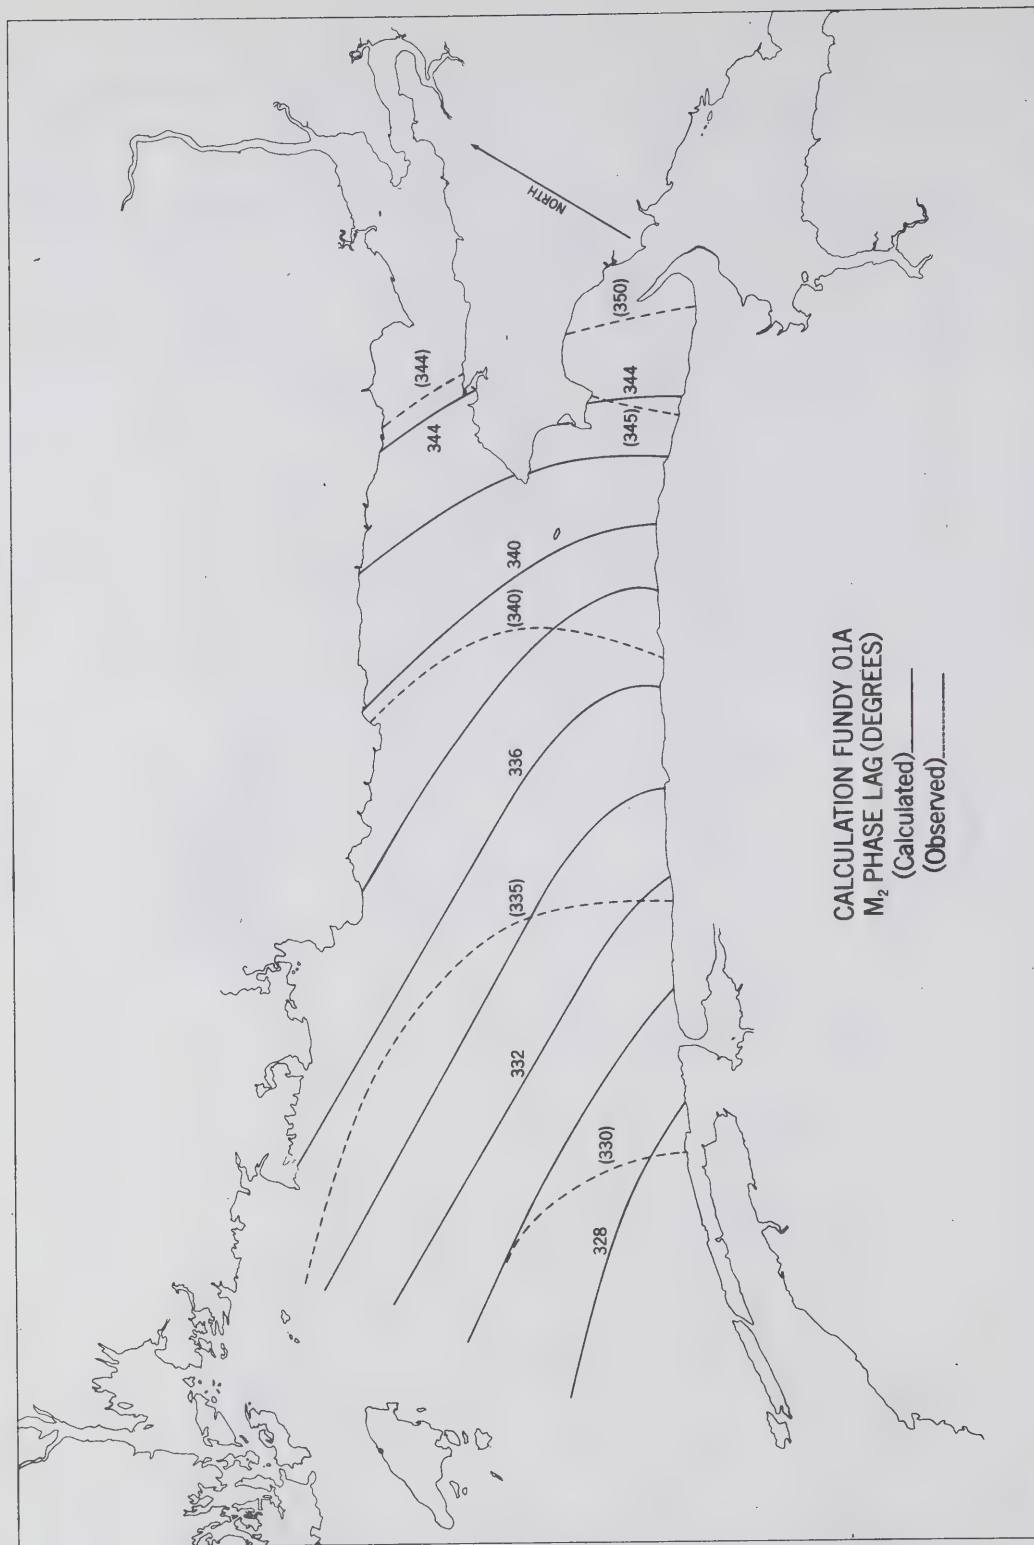 NORTH
(350)
(344)
344
344
(345)
340
(340)
336
(335)
332
(330)
328
CALCULATION FUNDY 01A
M₂ PHASE LAG (DEGREES)
(Calculated)
(Observed)